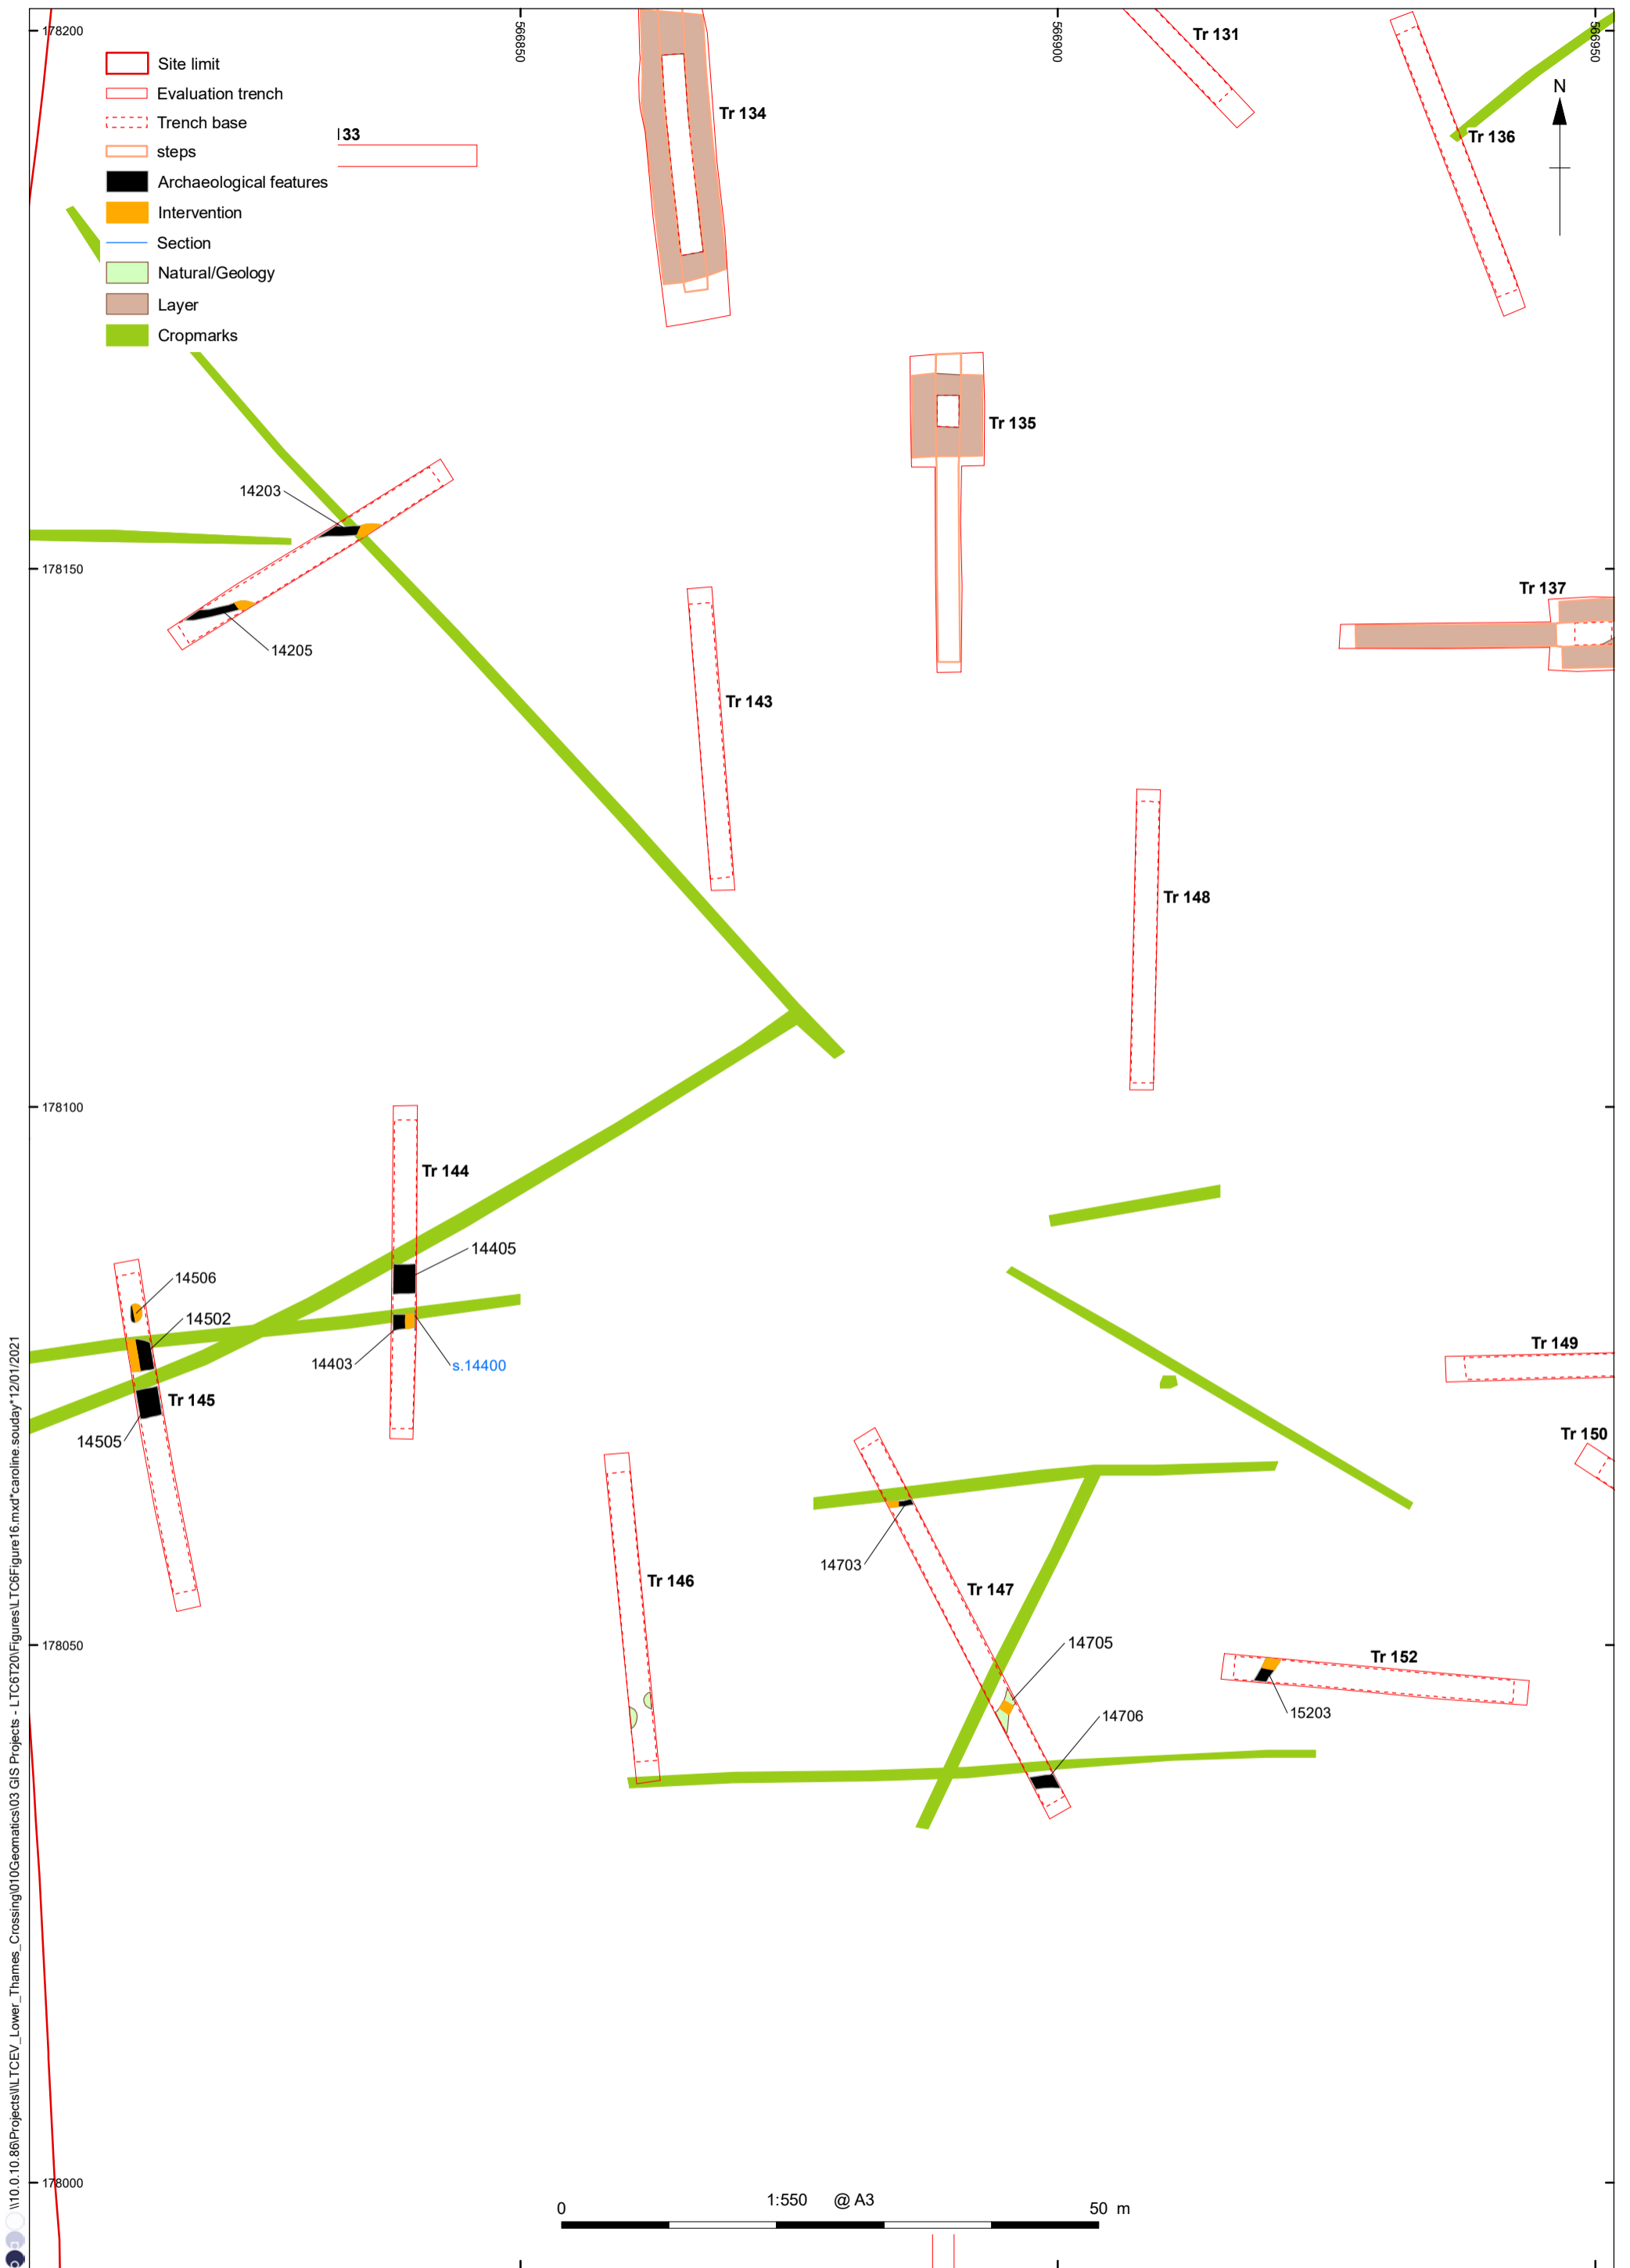 178200
566850
566900
566950
Tr 131
Site limit
Evaluation trench
Trench base
steps
Archaeological features
Intervention
Section
Natural/Geology
Layer
Cropmarks
33
Tr 134
N
Tr 136
Tr 135
14203
178150
Tr 137
14205
Tr 143
Tr 148
178100
Tr 144
14405
14506
14502
Tr 149
14403
s.14400
Tr 145
14505
Tr 150
14703
Tr 146
Tr 147
178050
14705
Tr 152
14706
15203
178000
1:550 @ A3
0 50 m
\\10.0.10.86\Projects\\LTCEV_Lower_Thames_Crossing\010Geomatics\03 GIS Projects - LTC6T20\Figures\LTC6Figure16.mxd*caroline.souday*12/01/2021